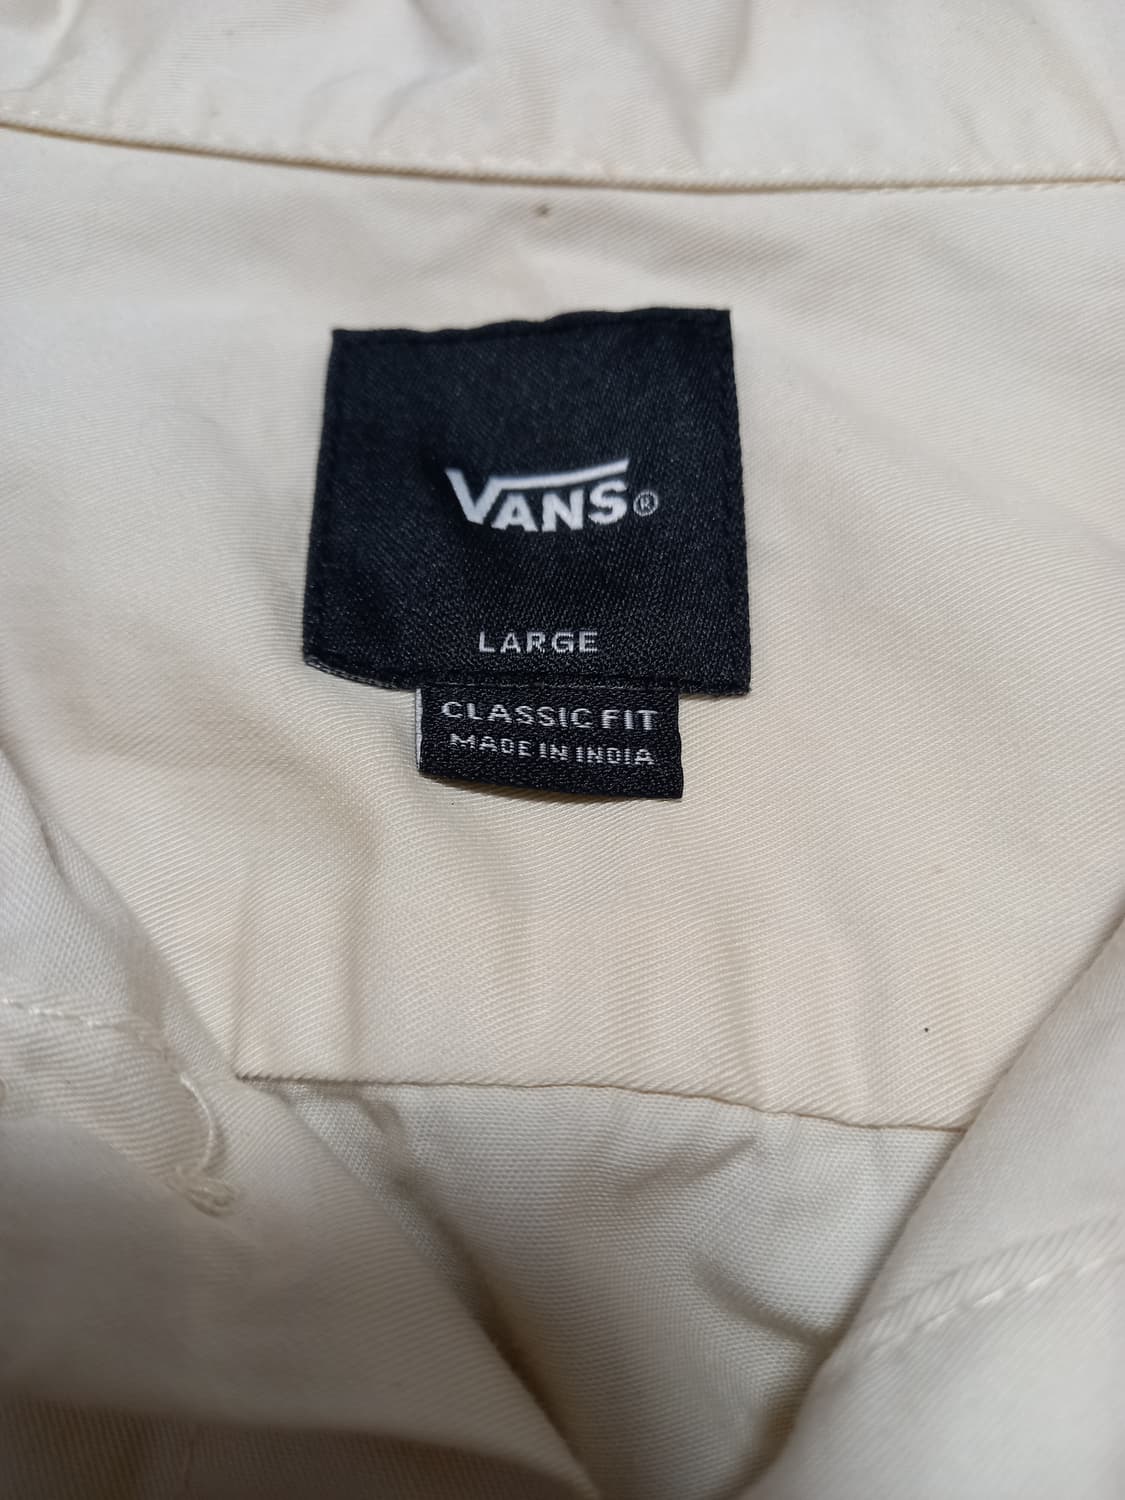 VANS®
LARGE
CLASSIC FIT
MADE IN INDIA